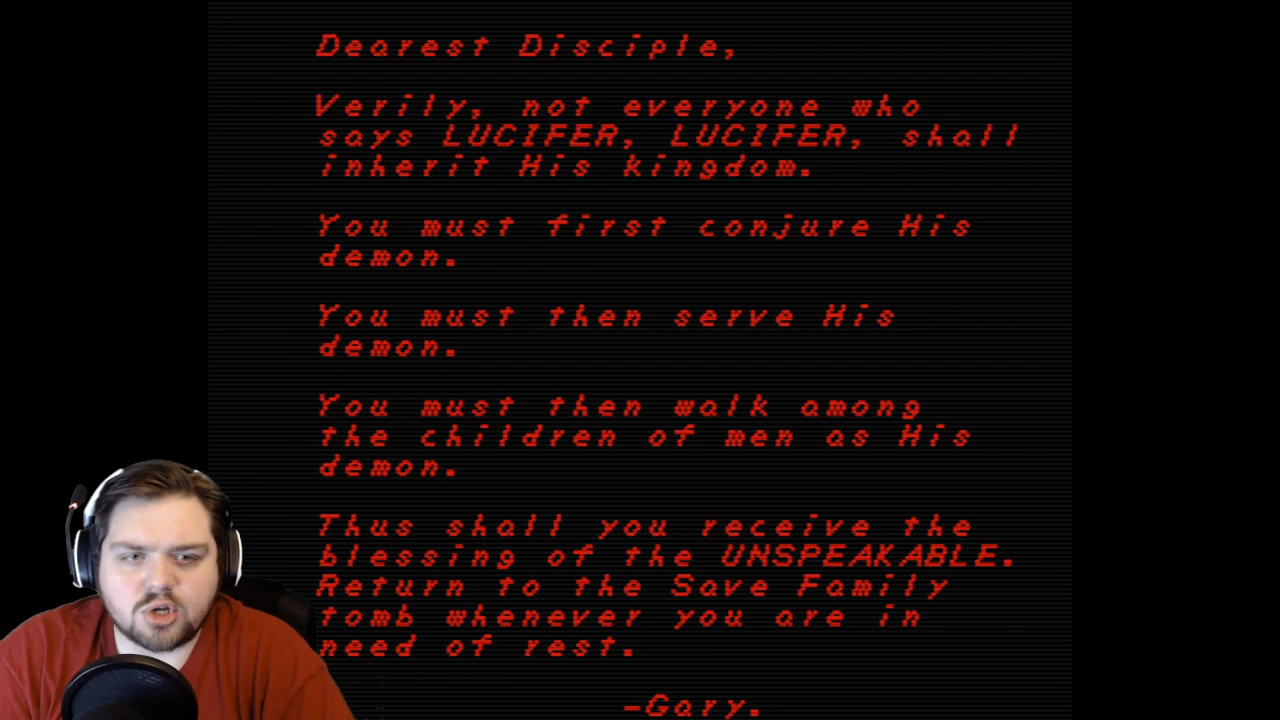 Dearest Disciple,
Verily, not everyone who
says LUCIFER, LUCIFER, shall
inherit His kingdom.
You must first conjure His
demon.
You must then serve His
demon.
You must then walk among
the children of men as His
demon.
Thus shall you receive the
blessing of the UNSPEAKABLE.
Return to the Save Family
tomb whenever you are in
need of rest.
-Gary.